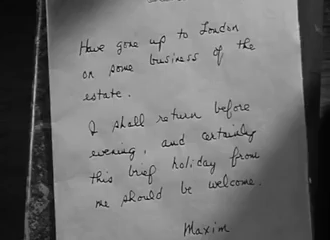 Have gone up to London
on some business of the
estate.
I shall return before
evening, and certainly
this brief holiday from
me should be welcome.
Maxim